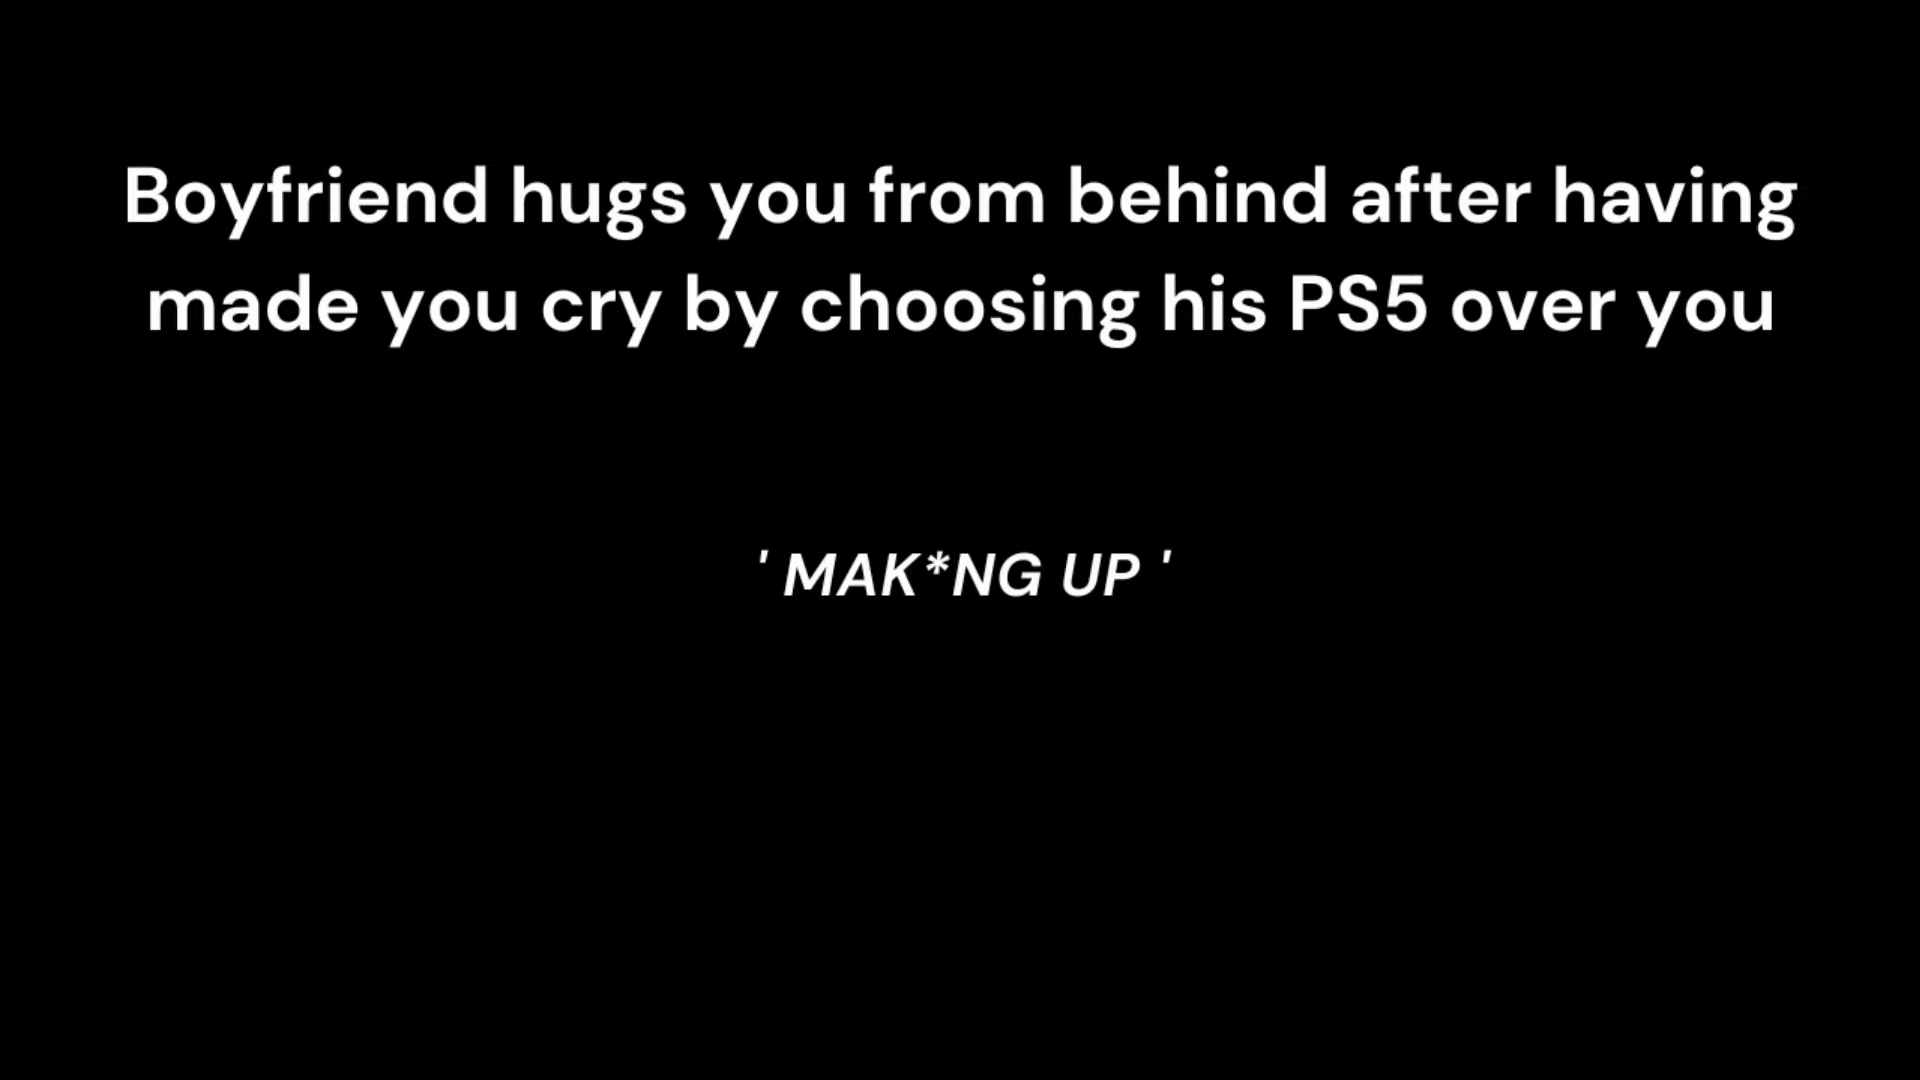 Boyfriend hugs you from behind after having
made you cry by choosing his PS5 over you
' MAK*NG UP '